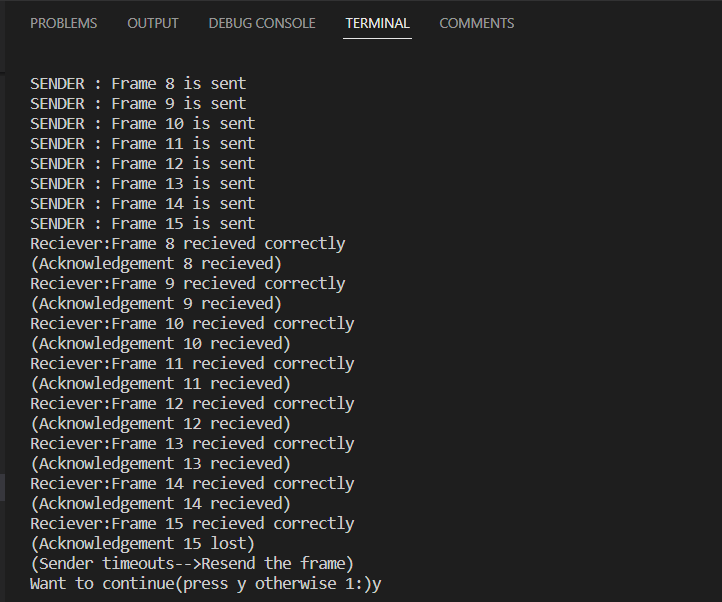 PROBLEMS OUTPUT DEBUG CONSOLE TERMINAL COMMENTS
SENDER : Frame 8 is sent
SENDER : Frame 9 is sent
SENDER : Frame 10 is sent
SENDER : Frame 11 is sent
SENDER : Frame 12 is sent
SENDER : Frame 13 is sent
SENDER : Frame 14 is sent
SENDER : Frame 15 is sent
Reciever:Frame 8 recieved correctly
(Acknowledgement 8 recieved)
Reciever:Frame 9 recieved correctly
(Acknowledgement 9 recieved)
Reciever:Frame 10 recieved correctly
(Acknowledgement 10 recieved)
Reciever:Frame 11 recieved correctly
(Acknowledgement 11 recieved)
Reciever:Frame 12 recieved correctly
(Acknowledgement 12 recieved)
Reciever:Frame 13 recieved correctly
(Acknowledgement 13 recieved)
Reciever:Frame 14 recieved correctly
(Acknowledgement 14 recieved)
Reciever:Frame 15 recieved correctly
(Acknowledgement 15 lost)
(Sender timeouts-->Resend the frame)
Want to continue(press y otherwise 1:)y